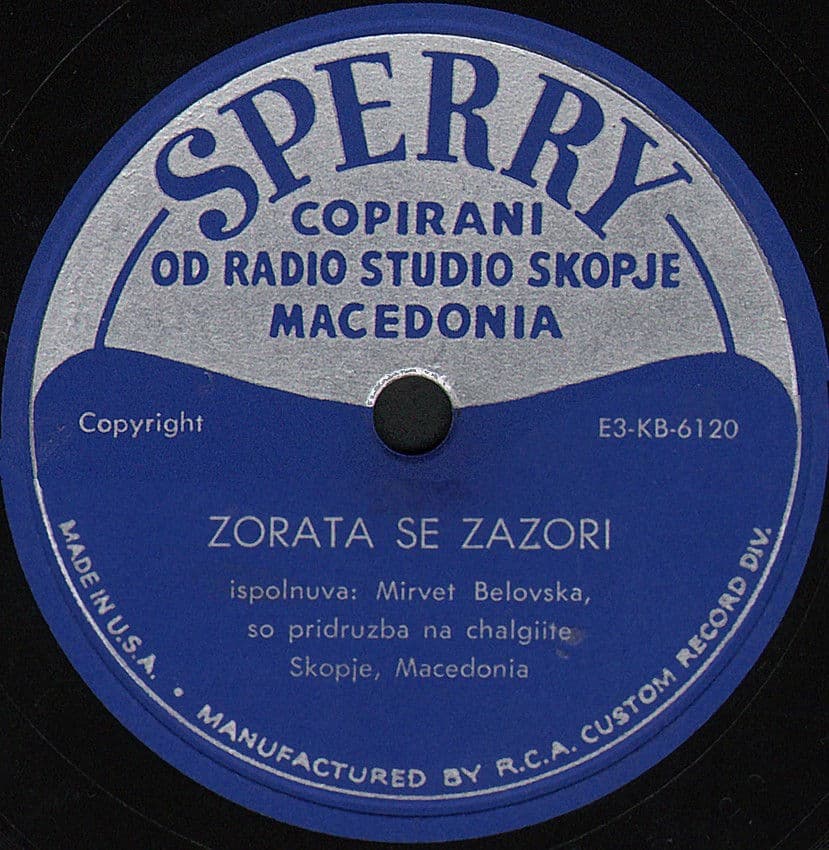 SPERRY
COPIRANI
OD RADIO STUDIO SKOPJE
MACEDONIA
Copyright
E3-KB-6120
ZORATA SE ZAZORI
ispolnuva: Mirvet Belovska,
so pridruzba na chalgiite
Skopje, Macedonia
MADE IN U.S.A. • MANUFACTURED BY R.C.A. CUSTOM RECORD DIV.